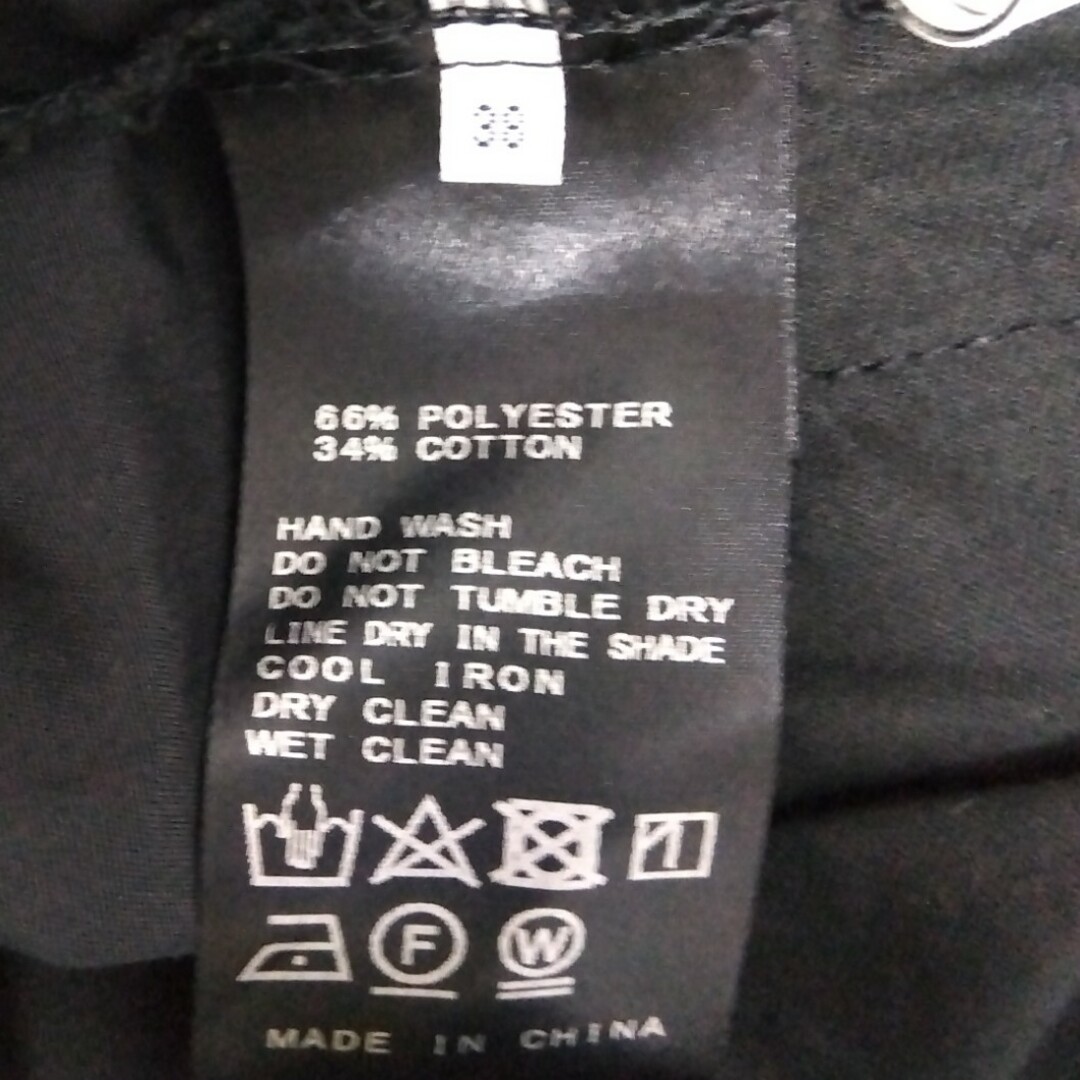 38
66% POLYESTER
34% COTTON
HAND WASH
DO NOT BLEACH
DO NOT TUMBLE DRY
LINE DRY IN THE SHADE
COOL IRON
DRY CLEAN
WET CLEAN
F W
MADE IN CHINA